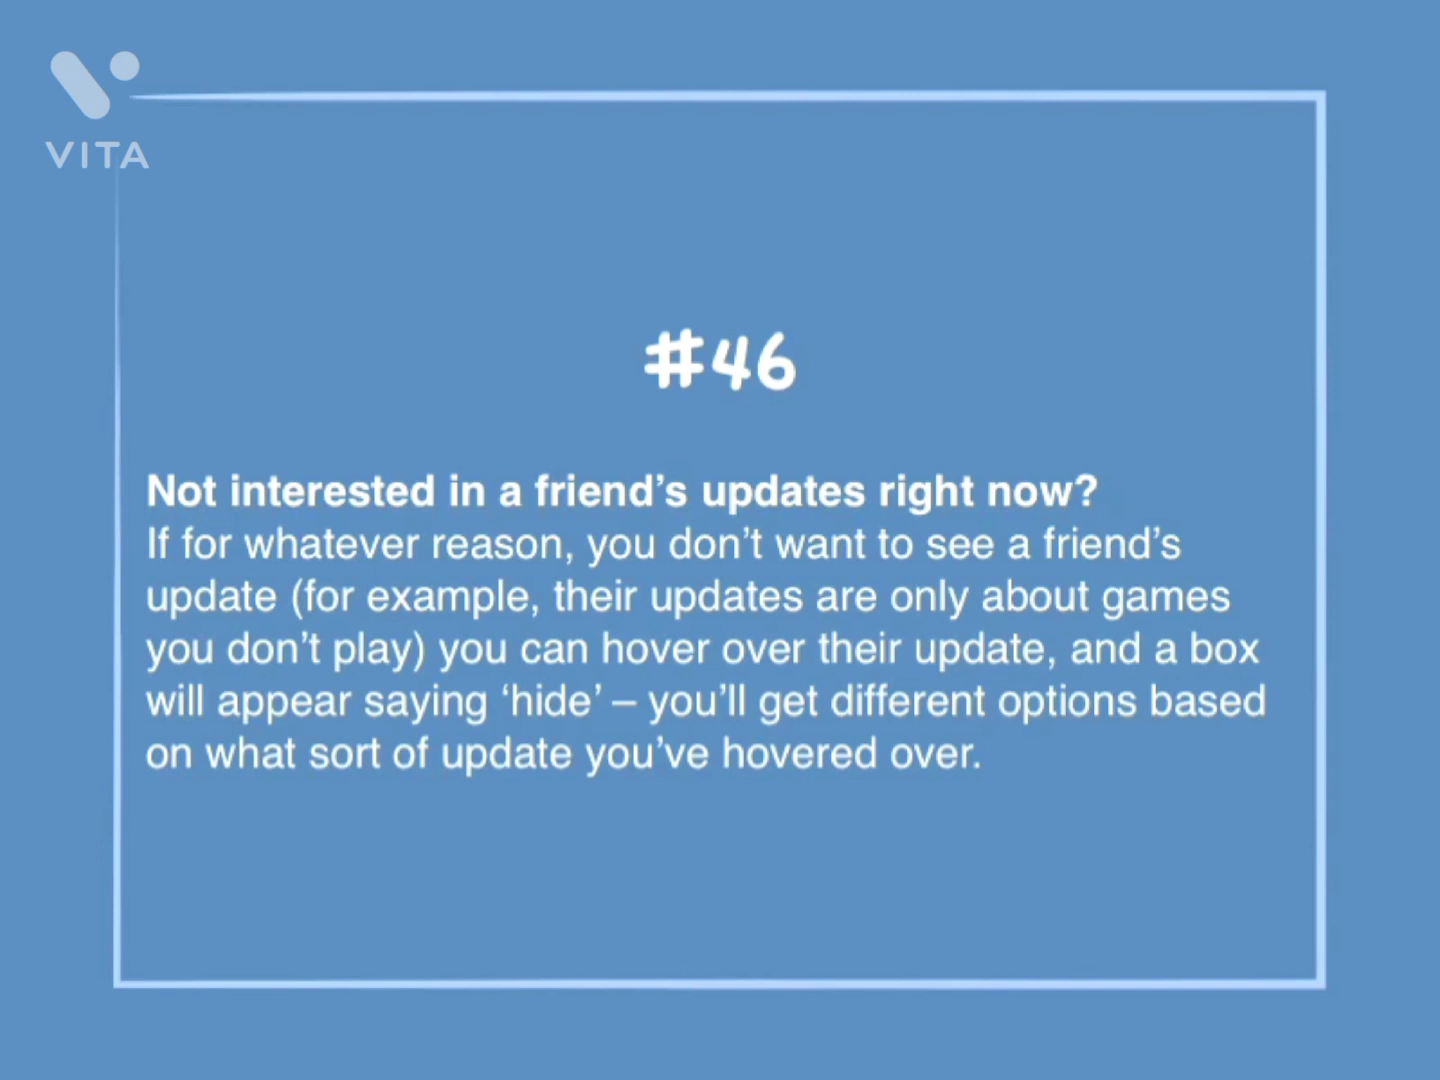 VITA
#46
Not interested in a friend’s updates right now?
If for whatever reason, you don’t want to see a friend’s
update (for example, their updates are only about games
you don’t play) you can hover over their update, and a box
will appear saying ‘hide’ – you’ll get different options based
on what sort of update you’ve hovered over.